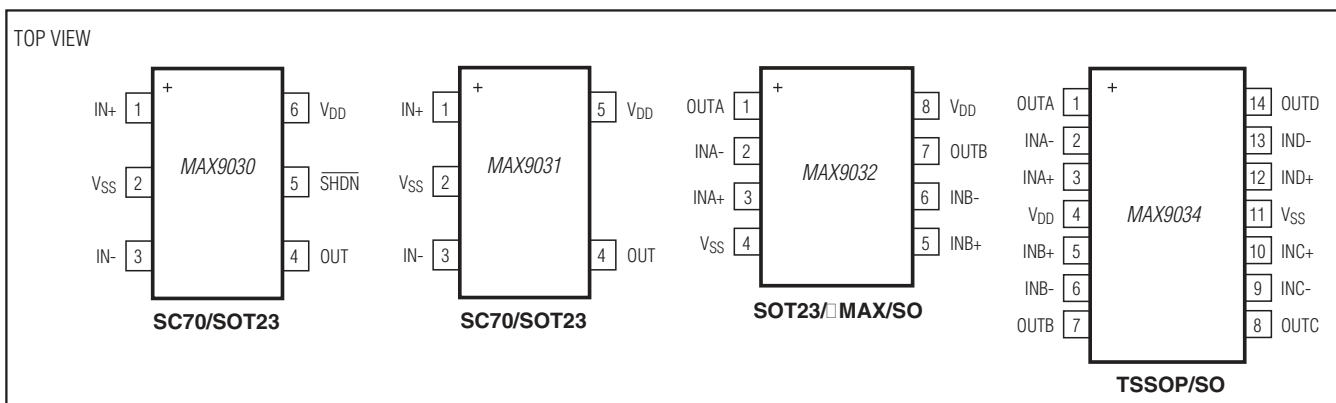 TOP VIEW
+
IN+ 1
VSS 2
IN- 3
6 VDD
5 SHDN
4 OUT
MAX9030
SC70/SOT23
+
IN+ 1
VSS 2
IN- 3
5 VDD
4 OUT
MAX9031
SC70/SOT23
+
OUTA 1
INA- 2
INA+ 3
VSS 4
8 VDD
7 OUTB
6 INB-
5 INB+
MAX9032
SOT23/□MAX/SO
+
OUTA 1
INA- 2
INA+ 3
VDD 4
INB+ 5
INB- 6
OUTB 7
14 OUTD
13 IND-
12 IND+
11 VSS
10 INC+
9 INC-
8 OUTC
MAX9034
TSSOP/SO